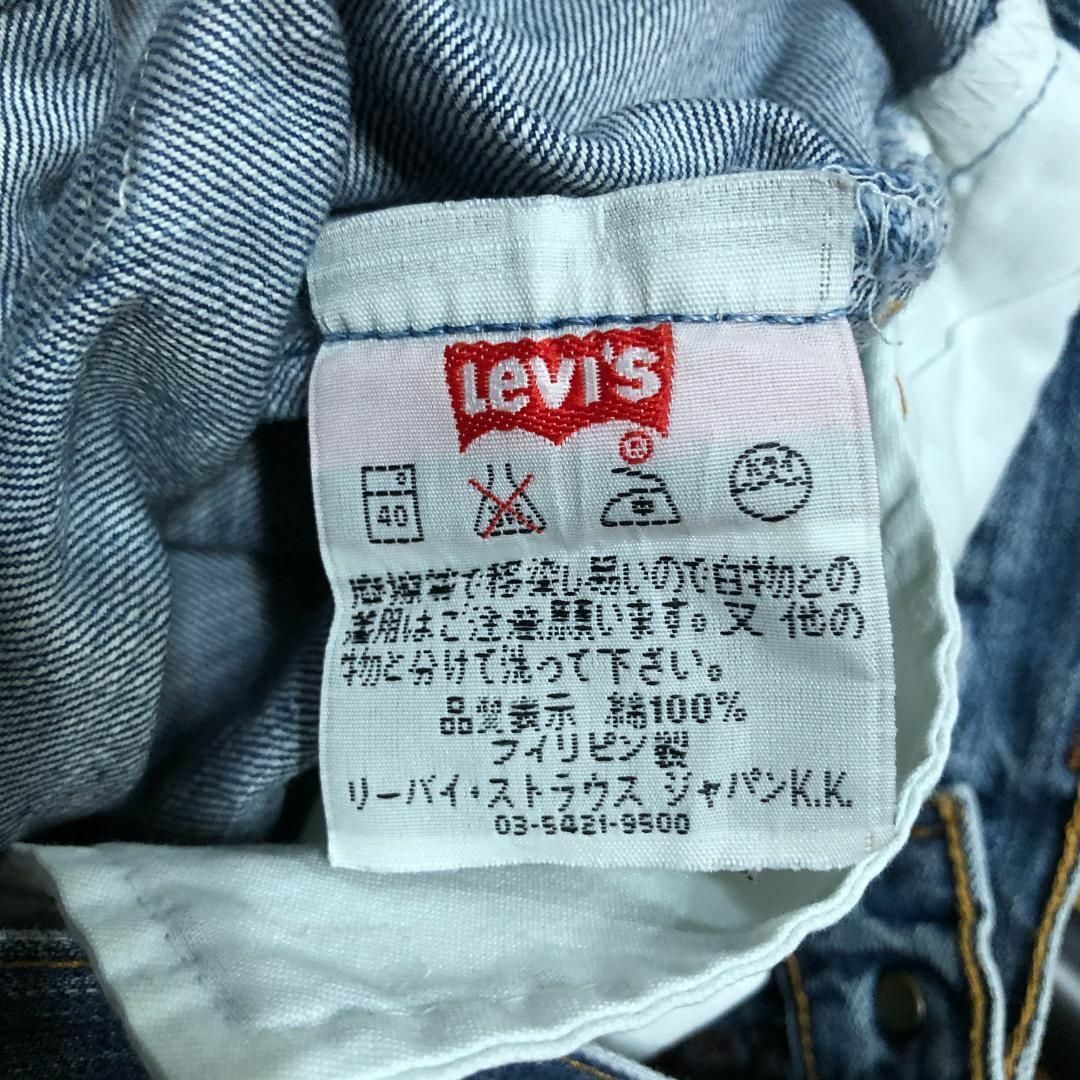 Levi's
®
40
摩擦等で移染し易いので白物との
着用はご注意願います。又 他の
物と分けて洗って下さい。
品質表示 綿100%
フィリピン製
リーバイ・ストラウス ジャパンK.K.
03-5421-9500